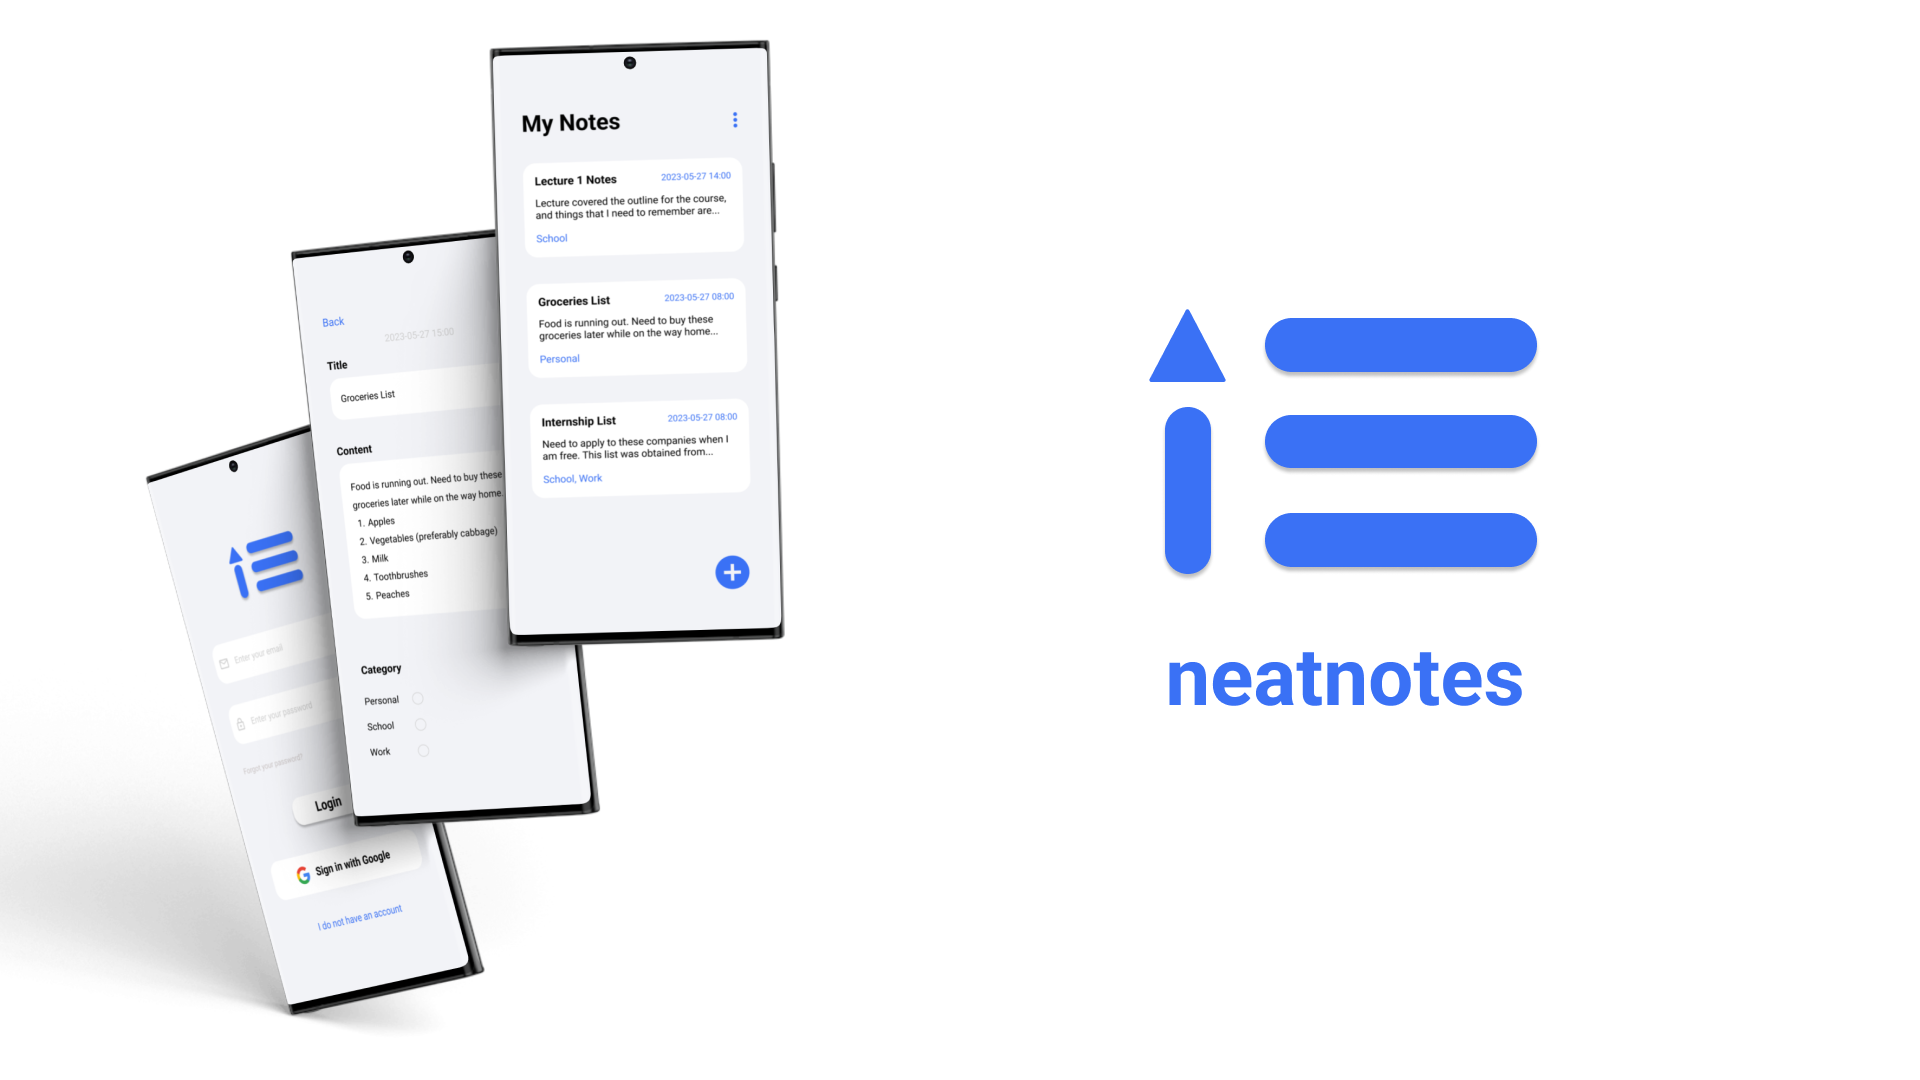 My Notes
Lecture 1 Notes
2023-05-27 14:00
Lecture covered the outline for the course,
and things that I need to remember are...
School
Groceries List
2023-05-27 08:00
Food is running out. Need to buy these
groceries later while on the way home...
Personal
Internship List
2023-05-27 08:00
Need to apply to these companies when I
am free. This list was obtained from...
School, Work
Back
2023-05-27 15:00
Title
Groceries List
Content
Food is running out. Need to buy these
groceries later while on the way home.
1. Apples
2. Vegetables (preferably cabbage)
3. Milk
4. Toothbrushes
5. Peaches
Category
Personal
School
Work
Enter your email
Enter your password
Forgot your password?
Login
Sign in with Google
I do not have an account
neatnotes